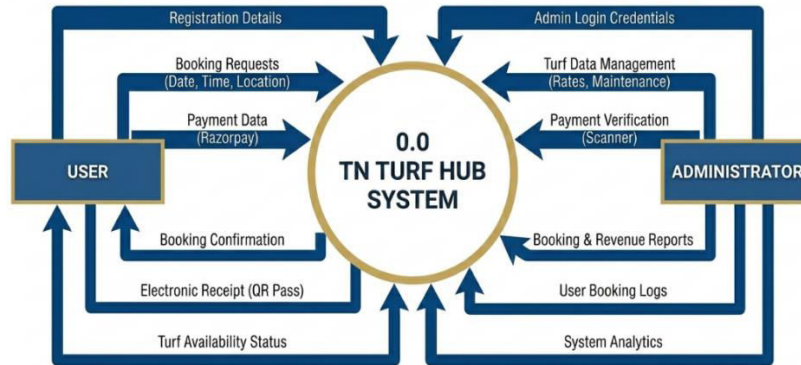 Registration Details
Admin Login Credentials
Booking Requests
(Date, Time, Location)
Turf Data Management
(Rates, Maintenance)
Payment Data
(Razorpay)
Payment Verification
(Scanner)
0.0
TN TURF HUB
SYSTEM
USER
ADMINISTRATOR
Booking Confirmation
Booking & Revenue Reports
Electronic Receipt (QR Pass)
User Booking Logs
Turf Availability Status
System Analytics